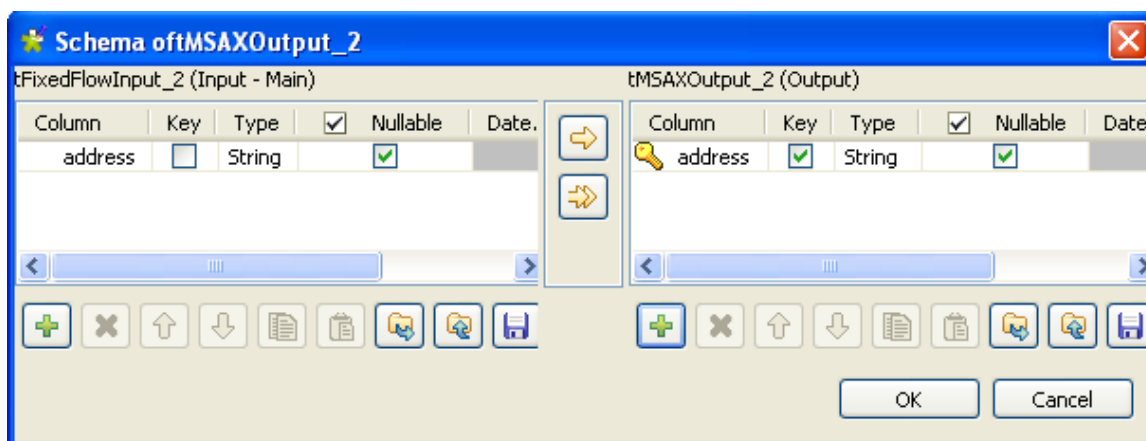 Schema oftMSAXOutput_2
tFixedFlowInput_2 (Input - Main)
tMSAXOutput_2 (Output)
Column Key Type Nullable Date.
address String
Column Key Type Nullable Date
address String
OK Cancel